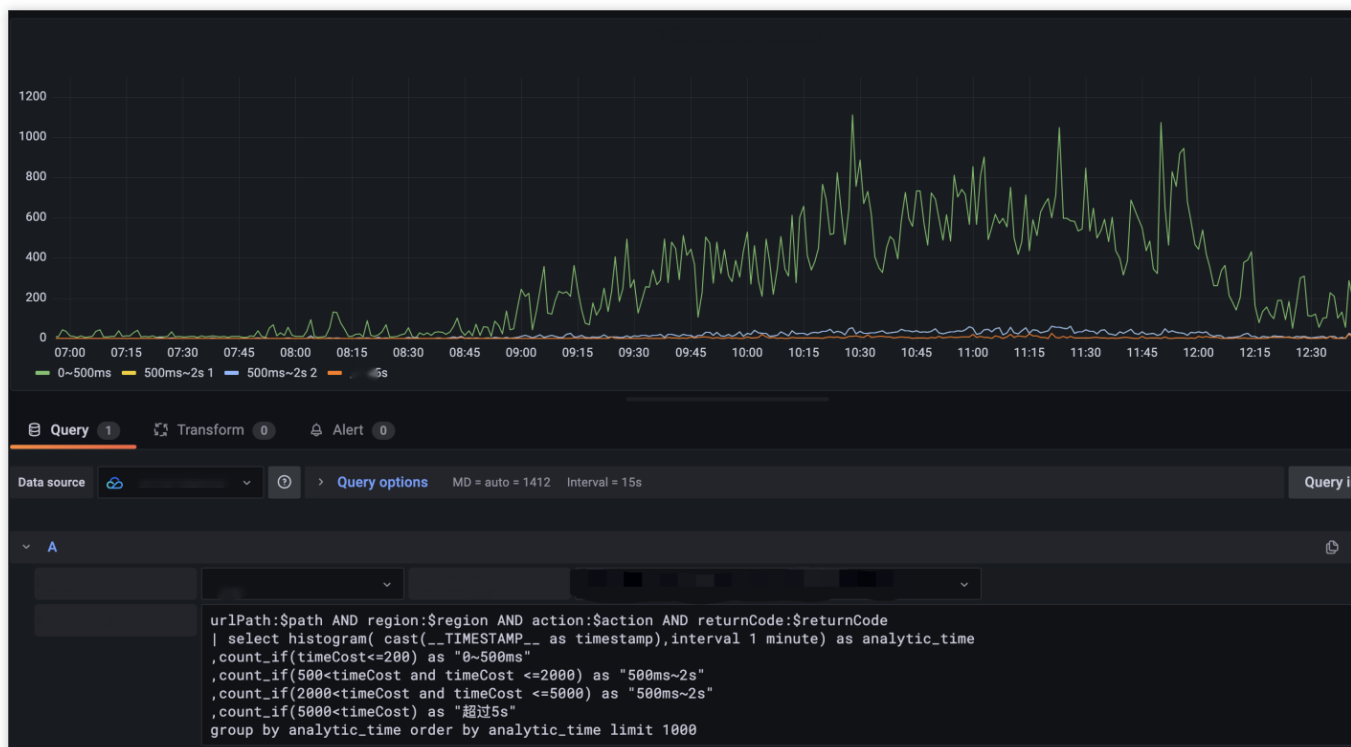 1200
1000
800
600
400
200
0
07:00 07:15 07:30 07:45 08:00 08:15 08:30 08:45 09:00 09:15 09:30 09:45 10:00 10:15 10:30 10:45 11:00 11:15 11:30 11:45 12:00 12:15 12:30
0~500ms 500ms~2s 1 500ms~2s 2 5s
Query 1 Transform 0 Alert 0
Data source Query options MD = auto = 1412 Interval = 15s Query i
A
urlPath:$path AND region:$region AND action:$action AND returnCode:$returnCode
| select histogram( cast(__TIMESTAMP__ as timestamp),interval 1 minute) as analytic_time
,count_if(timeCost<=200) as "0~500ms"
,count_if(500<timeCost and timeCost <=2000) as "500ms~2s"
,count_if(2000<timeCost and timeCost <=5000) as "500ms~2s"
,count_if(5000<timeCost) as "超过5s"
group by analytic_time order by analytic_time limit 1000